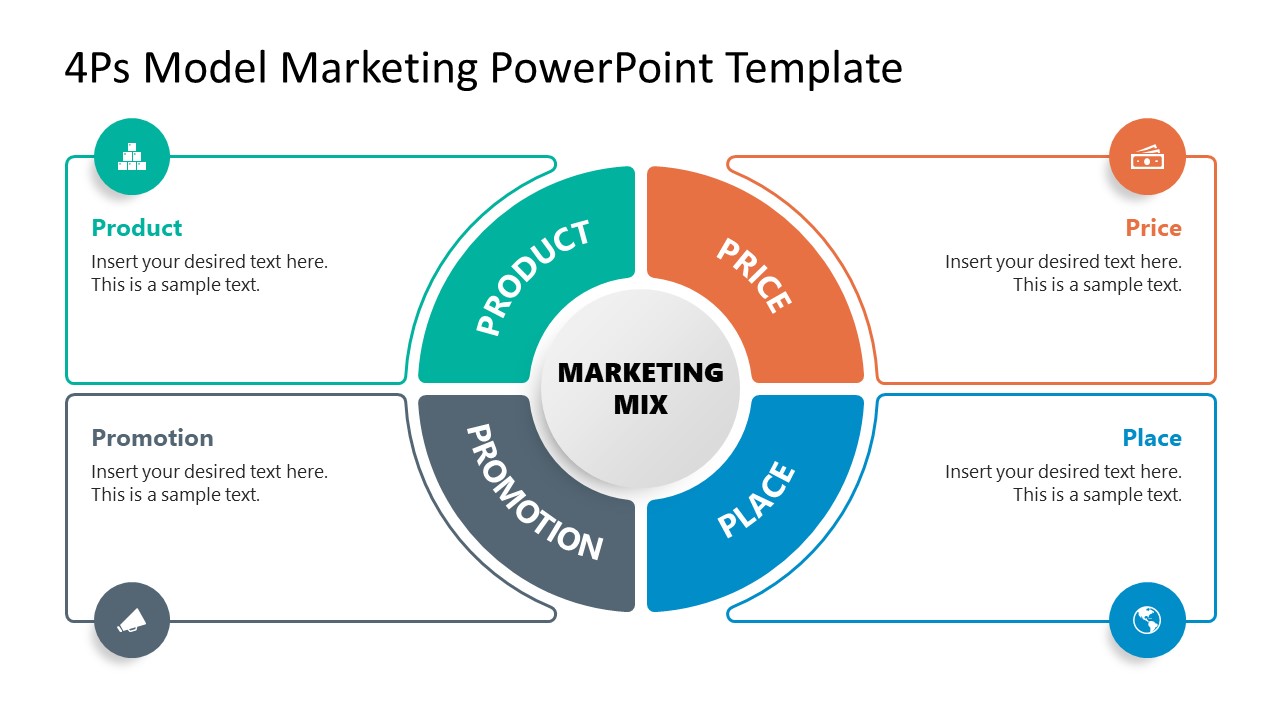 4Ps Model Marketing PowerPoint Template
Product
Insert your desired text here.
This is a sample text.
PRODUCT
PRICE
Price
Insert your desired text here.
This is a sample text.
MARKETING
MIX
Promotion
Insert your desired text here.
This is a sample text.
PROMOTION
PLACE
Place
Insert your desired text here.
This is a sample text.